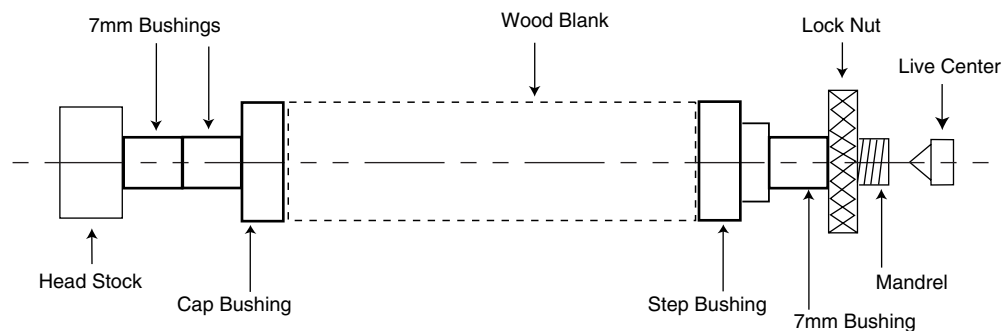 Wood Blank
7mm Bushings
Lock Nut
Live Center
Head Stock
Cap Bushing
Step Bushing
Mandrel
7mm Bushing